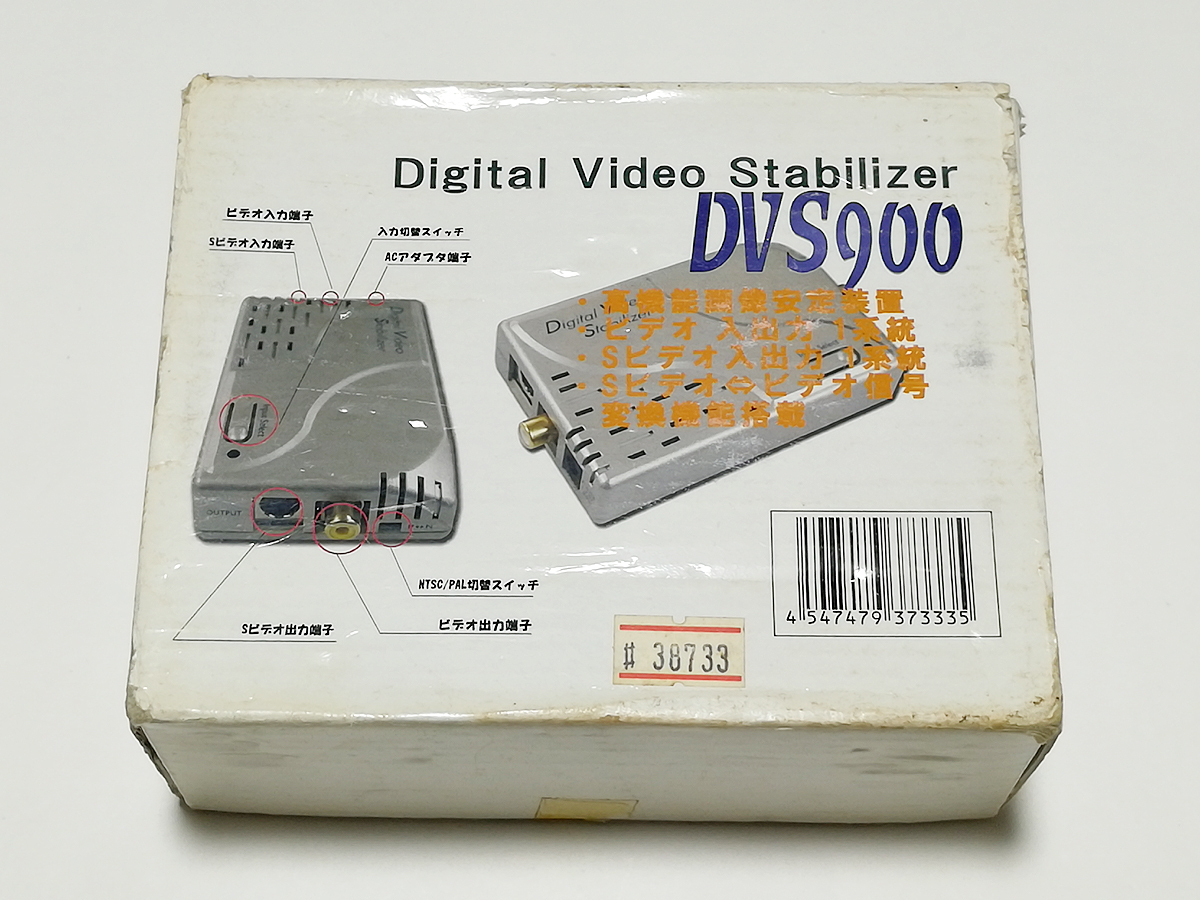 Digital Video Stabilizer
DVS900
ビデオ入力端子
Sビデオ入力端子
入力切替スイッチ
ACアダプタ端子
・高機能画像安定装置
・ビデオ 入出力 1系統
・Sビデオ入出力 1系統
・Sビデオ⇔ビデオ信号
変換機能搭載
Digital Video
Stabilizer
Digital Video
Stabilizer
Input Select
OUTPUT
NTSC/PAL切替スイッチ
ビデオ出力端子
Sビデオ出力端子
4 547479 373335
# 38733